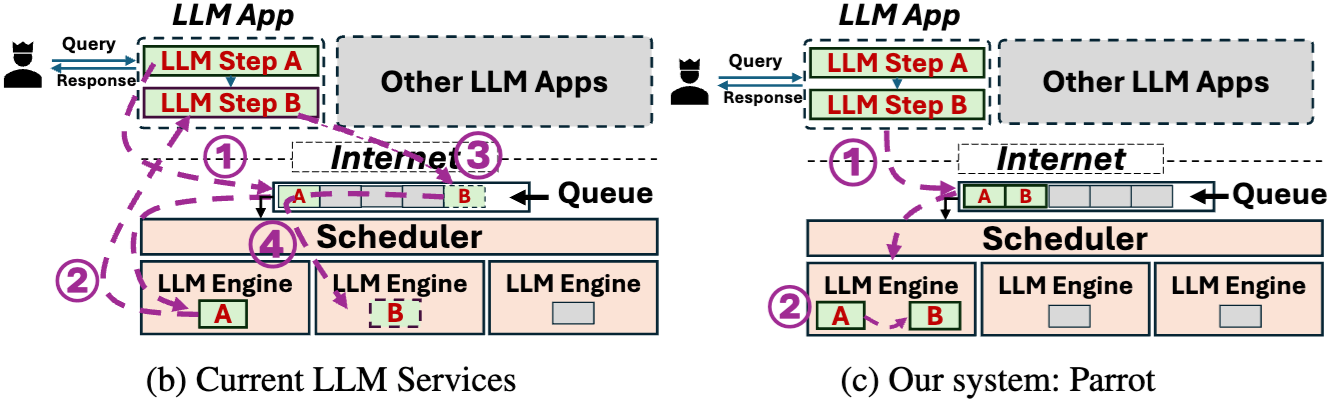 LLM App
Query
Response
LLM Step A
LLM Step B
Other LLM Apps
①
Internet
③
A
B
Queue
④
Scheduler
②
LLM Engine
A
LLM Engine
B
LLM Engine
(b) Current LLM Services
LLM App
Query
Response
LLM Step A
LLM Step B
Other LLM Apps
①
Internet
A
B
Queue
Scheduler
②
LLM Engine
A
B
LLM Engine
LLM Engine
(c) Our system: Parrot